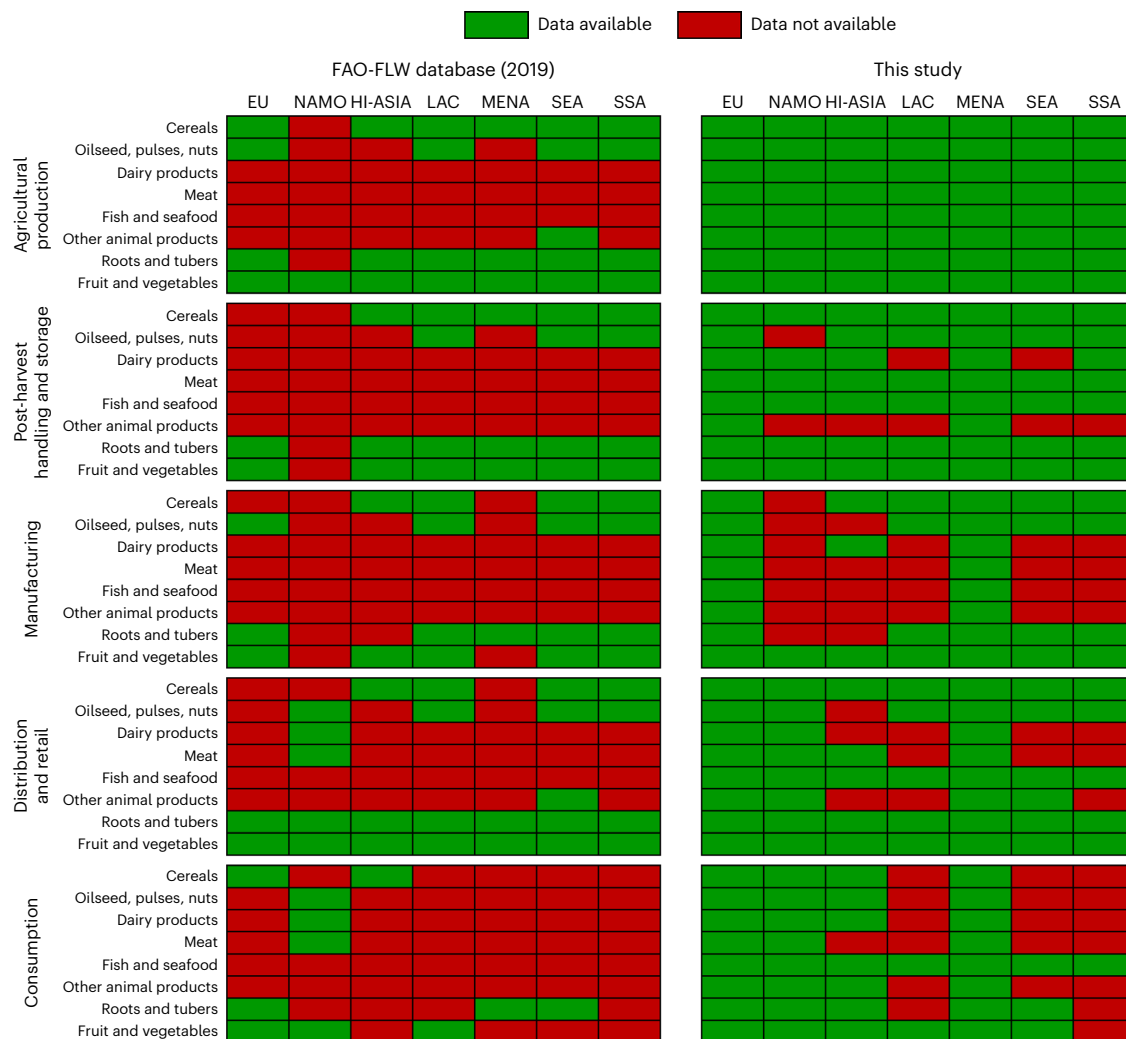 Data available
Data not available
FAO-FLW database (2019)
This study
EU NAMO HI-ASIA LAC MENA SEA SSA
EU NAMO HI-ASIA LAC MENA SEA SSA
Agricultural
production
Cereals
Oilseed, pulses, nuts
Dairy products
Meat
Fish and seafood
Other animal products
Roots and tubers
Fruit and vegetables
Post-harvest
handling and storage
Cereals
Oilseed, pulses, nuts
Dairy products
Meat
Fish and seafood
Other animal products
Roots and tubers
Fruit and vegetables
Manufacturing
Cereals
Oilseed, pulses, nuts
Dairy products
Meat
Fish and seafood
Other animal products
Roots and tubers
Fruit and vegetables
Distribution
and retail
Cereals
Oilseed, pulses, nuts
Dairy products
Meat
Fish and seafood
Other animal products
Roots and tubers
Fruit and vegetables
Consumption
Cereals
Oilseed, pulses, nuts
Dairy products
Meat
Fish and seafood
Other animal products
Roots and tubers
Fruit and vegetables